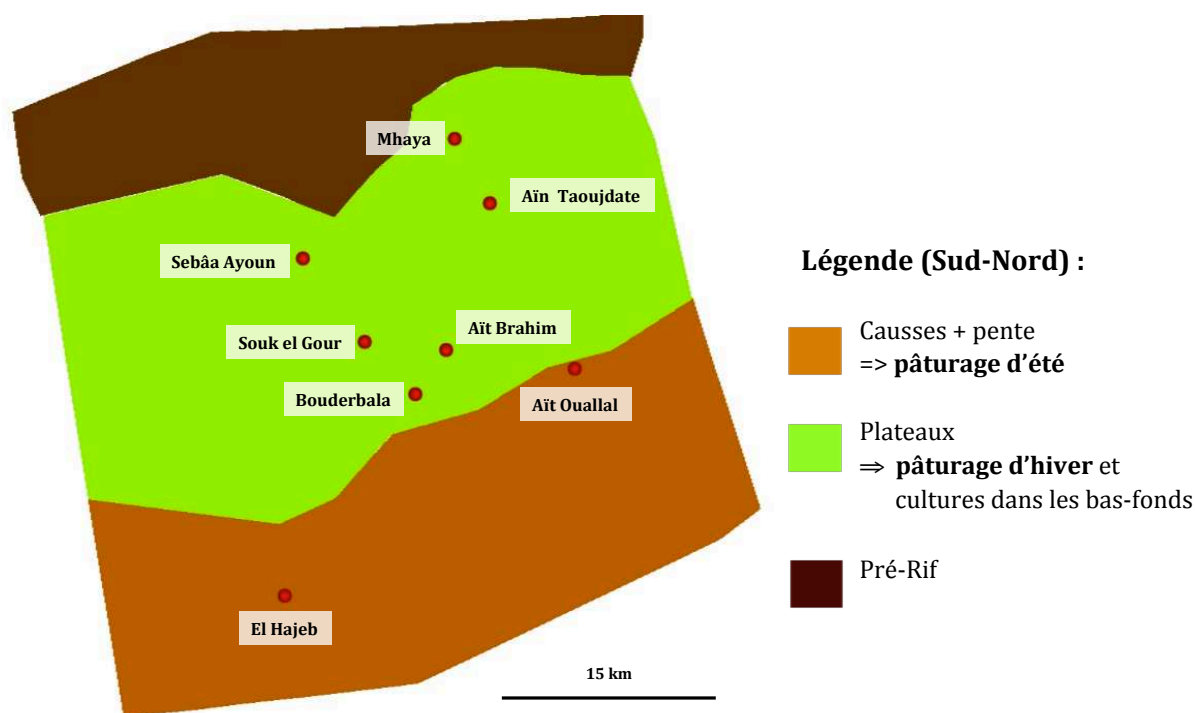 Mhaya
Aïn Taoujdate
Sebâa Ayoun
Souk el Gour
Aït Brahim
Bouderbala
Aït Ouallal
El Hajeb
15 km
Légende (Sud-Nord) :
Causses + pente
=> pâturage d’été
Plateaux
⇒ pâturage d’hiver et
cultures dans les bas-fonds
Pré-Rif